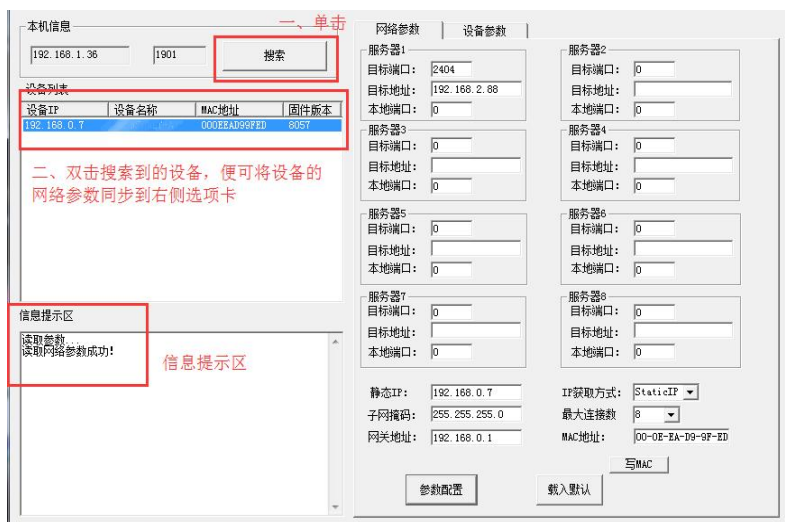 本机信息
192.168.1.36
1901
搜索
一、单击
设备列表
设备IP
设备名称
MAC地址
固件版本
192.168.0.7
000EEAD99FED
8057
二、双击搜索到的设备，便可将设备的
网络参数同步到右侧选项卡
信息提示区
读取参数...
读取网络参数成功!
信息提示区
网络参数
设备参数
服务器1
目标端口： 2404
目标地址： 192.168.2.88
本地端口： 0
服务器2
目标端口： 0
目标地址：
本地端口： 0
服务器3
目标端口： 0
目标地址：
本地端口： 0
服务器4
目标端口： 0
目标地址：
本地端口： 0
服务器5
目标端口： 0
目标地址：
本地端口： 0
服务器6
目标端口： 0
目标地址：
本地端口： 0
服务器7
目标端口： 0
目标地址：
本地端口： 0
服务器8
目标端口： 0
目标地址：
本地端口： 0
静态IP： 192.168.0.7
子网掩码： 255.255.255.0
网关地址： 192.168.0.1
IP获取方式： StaticIP
最大连接数 8
MAC地址： 00-0E-EA-D9-9F-ED
写MAC
参数配置
载入默认